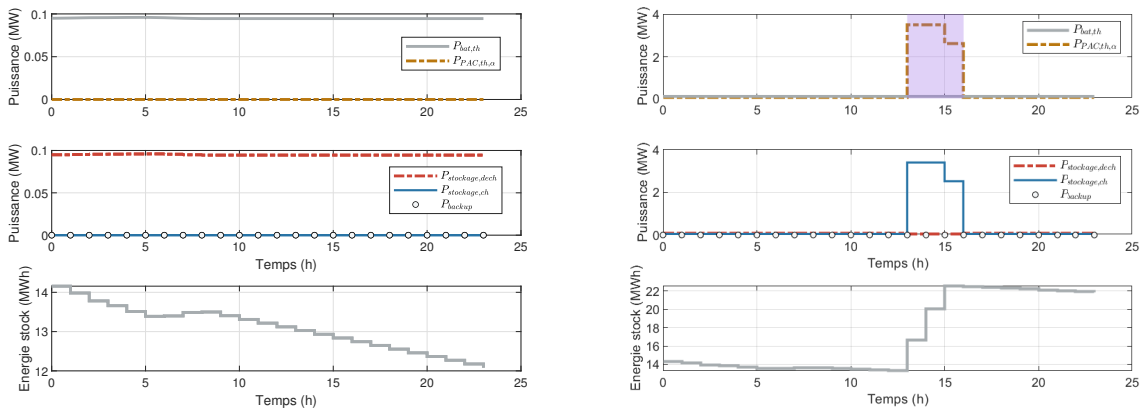 Puissance (MW)
0.1
0.05
0
P_bat,th
P_PAC,th,α
0 5 10 15 20 25
Puissance (MW)
0.1
0.05
0
P_stockage,dech
P_stockage,ch
P_backup
0 5 10 15 20 25
Temps (h)
Energie stock (MWh)
14
13
12
0 5 10 15 20 25
Temps (h)
Puissance (MW)
4
2
0
P_bat,th
P_PAC,th,α
0 5 10 15 20 25
Puissance (MW)
4
2
0
P_stockage,dech
P_stockage,ch
P_backup
0 5 10 15 20 25
Temps (h)
Energie stock (MWh)
22
20
18
16
14
0 5 10 15 20 25
Temps (h)